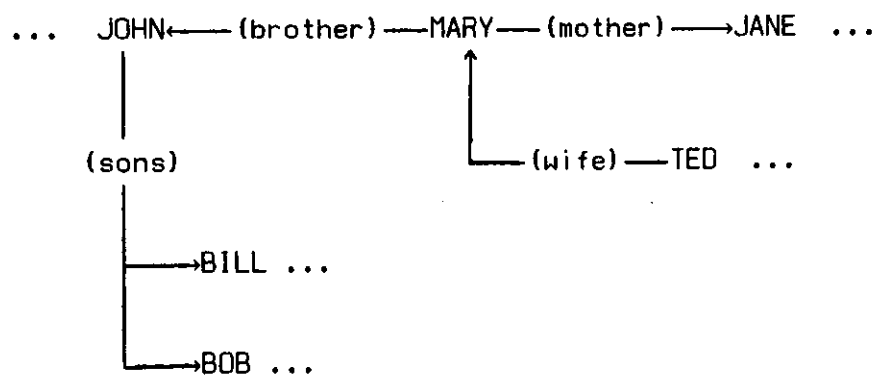 ... JOHN (brother) MARY (mother) JANE ...
(sons) (wife) TED ...
BILL ...
BOB ...